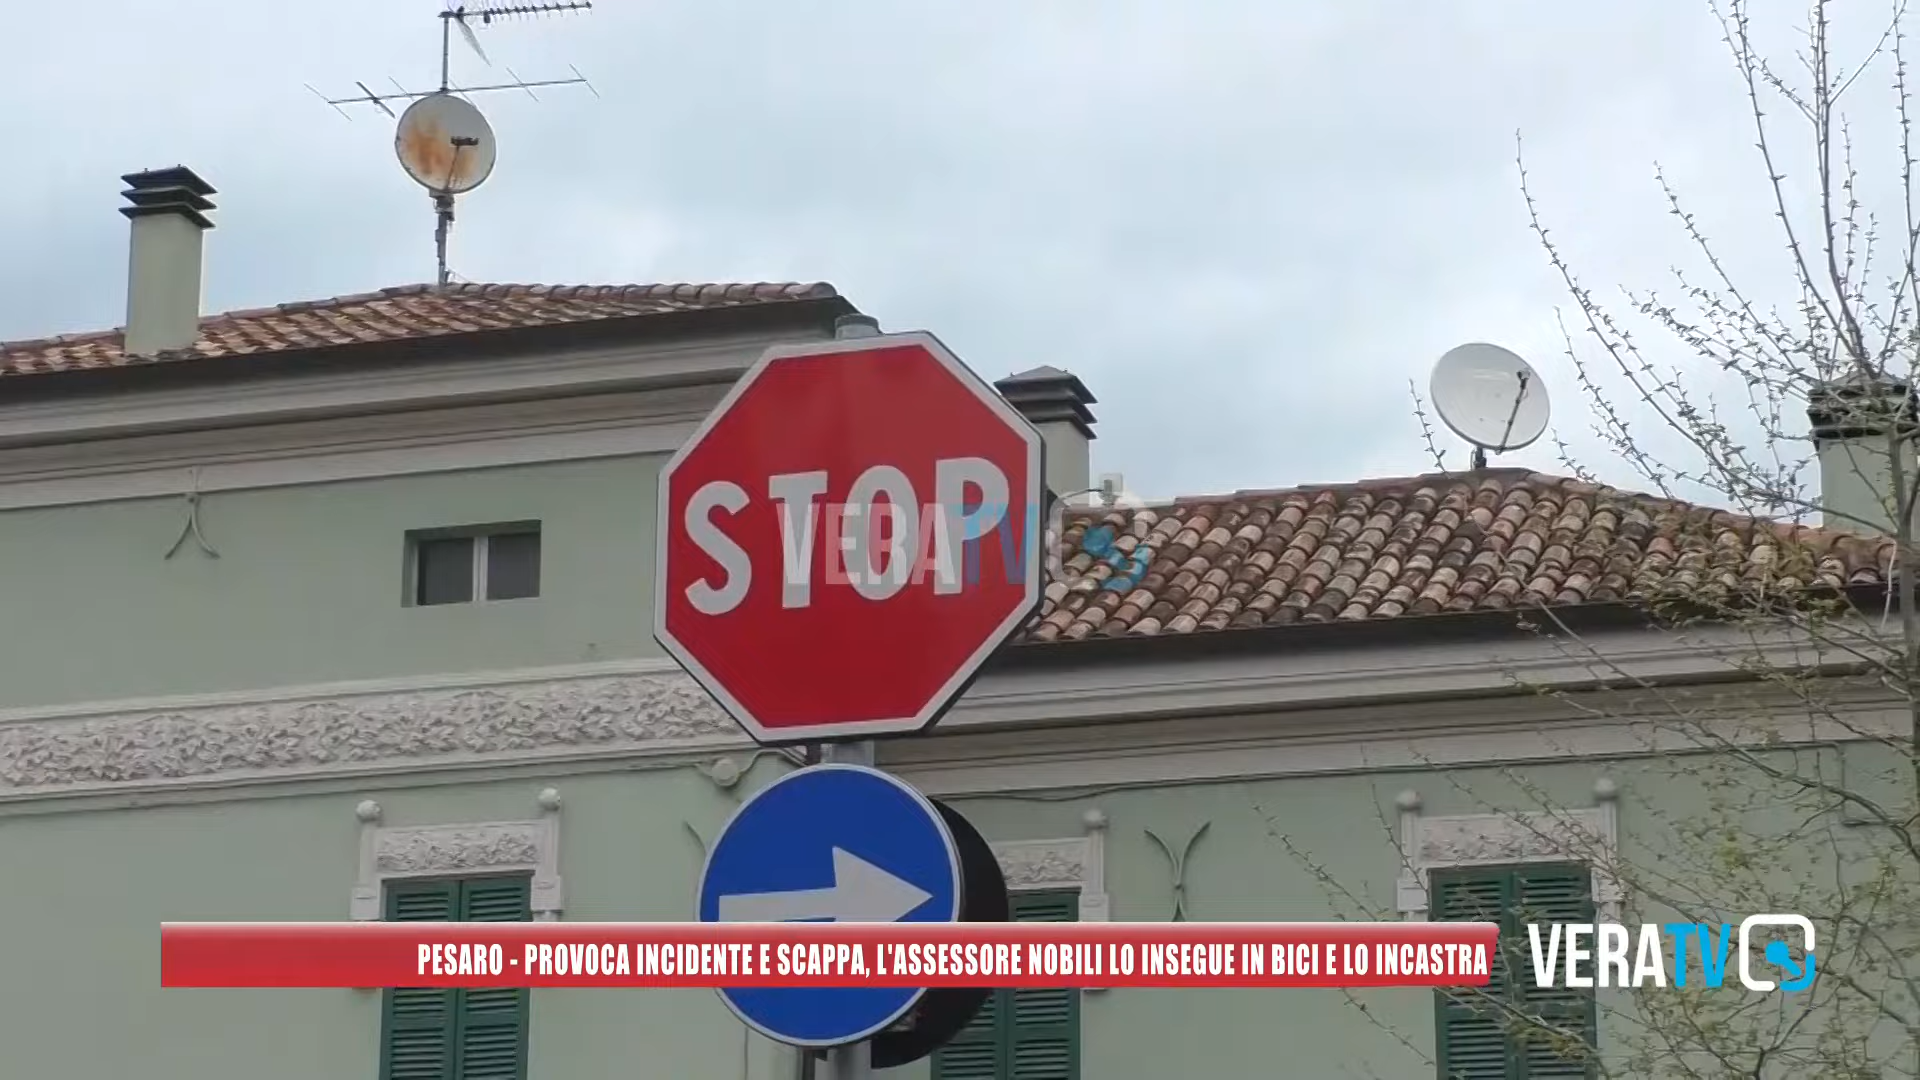 STOP
VERATV
PESARO - PROVOCA INCIDENTE E SCAPPA, L'ASSESSORE NOBILI LO INSEGUE IN BICI E LO INCASTRA
VERATV